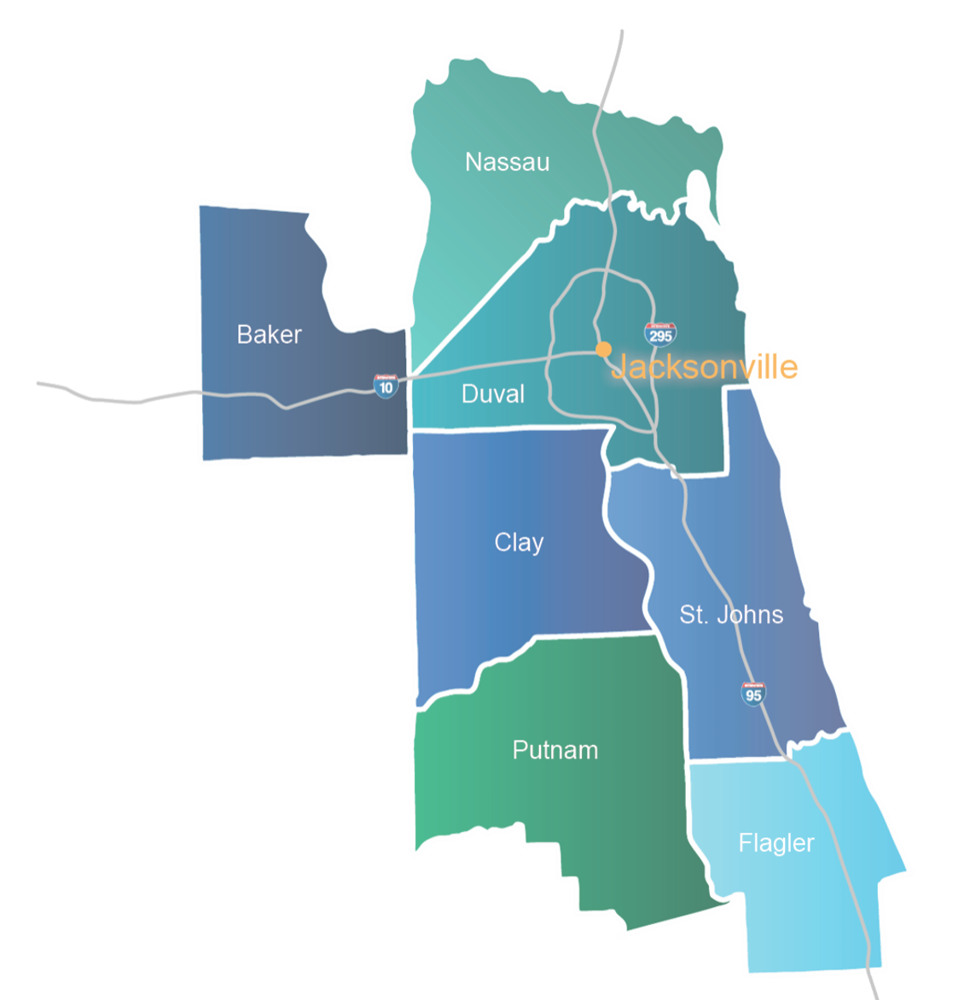 Nassau
Baker
295
Jacksonville
10
Duval
Clay
St. Johns
95
Putnam
Flagler